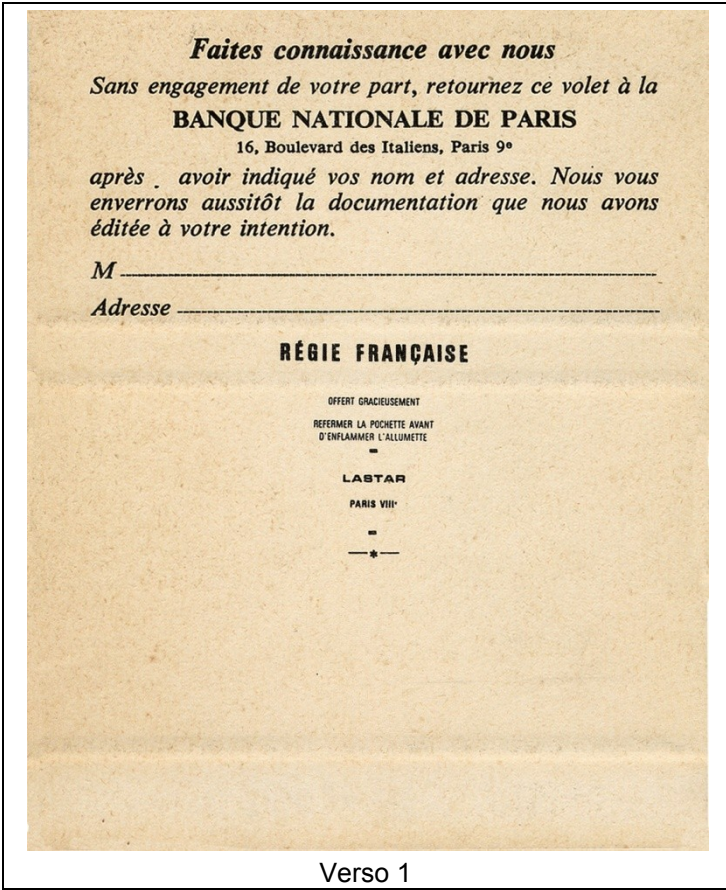 Faites connaissance avec nous
Sans engagement de votre part, retournez ce volet à la
BANQUE NATIONALE DE PARIS
16, Boulevard des Italiens, Paris 9e
après . avoir indiqué vos nom et adresse. Nous vous
enverrons aussitôt la documentation que nous avons
éditée à votre intention.
M
Adresse
RÉGIE FRANÇAISE
OFFERT GRACIEUSEMENT
REFERMER LA POCHETTE AVANT
D'ENFLAMMER L'ALLUMETTE
LASTAR
PARIS VIIIe
Verso 1